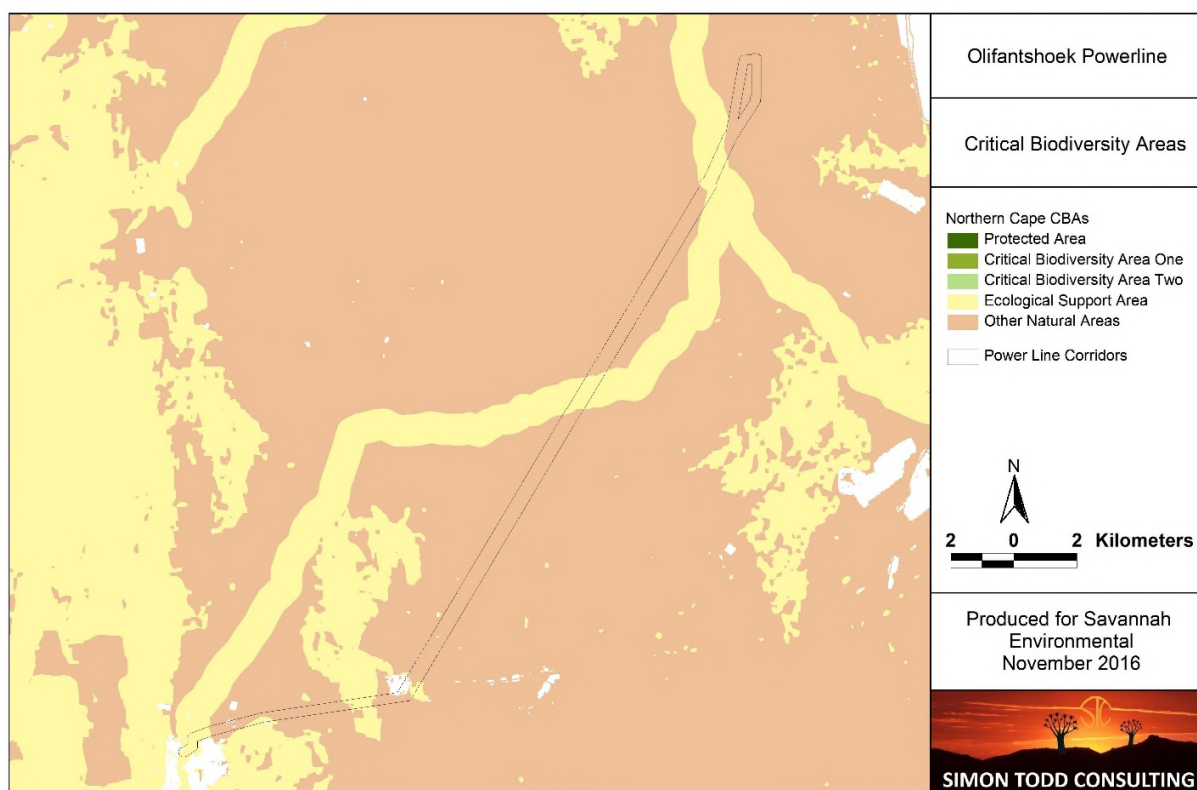 Olifantshoek Powerline
Critical Biodiversity Areas
Northern Cape CBAs
Protected Area
Critical Biodiversity Area One
Critical Biodiversity Area Two
Ecological Support Area
Other Natural Areas
Power Line Corridors
N
2 0 2 Kilometers
Produced for Savannah
Environmental
November 2016
STC
SIMON TODD CONSULTING